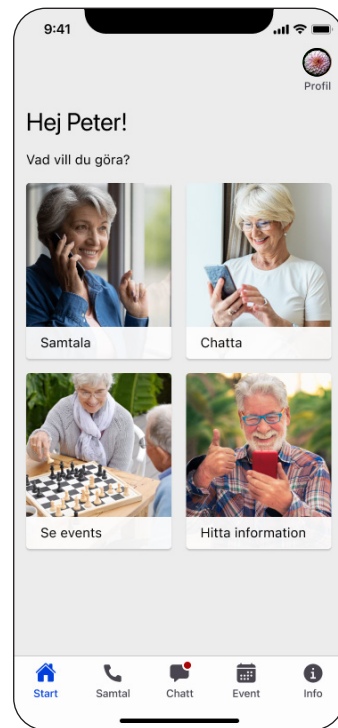 9:41
Profil
Hej Peter!
Vad vill du göra?
Samtala
Chatta
Se events
Hitta information
Start
Samtal
Chatt
Event
Info